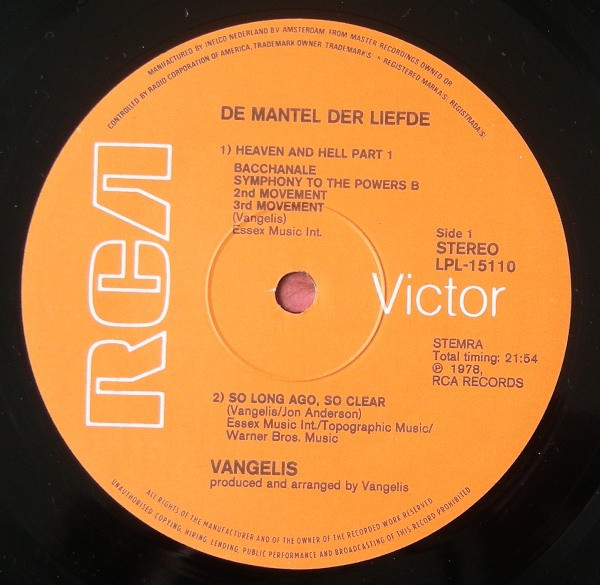 MANUFACTURED BY INELCO NEDERLAND BV AMSTERDAM FROM MASTER RECORDINGS OWNED OR
CONTROLLED BY RADIO CORPORATION OF AMERICA, TRADEMARK OWNER. TRADEMARK'S: * REGISTERED MARKAS: REGISTRADA'S:
DE MANTEL DER LIEFDE
1) HEAVEN AND HELL PART 1
BACCHANALE
SYMPHONY TO THE POWERS B
2nd MOVEMENT
3rd MOVEMENT
(Vangelis)
Essex Music Int.
RCA
Side 1
STEREO
LPL-15110
Victor
STEMRA
Total timing: 21:54
℗ 1978,
RCA RECORDS
2) SO LONG AGO, SO CLEAR
(Vangelis/Jon Anderson)
Essex Music Int./Topographic Music/
Warner Bros. Music
VANGELIS
produced and arranged by Vangelis
ALL RIGHTS OF THE MANUFACTURER AND OF THE OWNER OF THE RECORDED WORK RESERVED
UNAUTHORISED COPYING, HIRING, LENDING, PUBLIC PERFORMANCE AND BROADCASTING OF THIS RECORD PROHIBITED